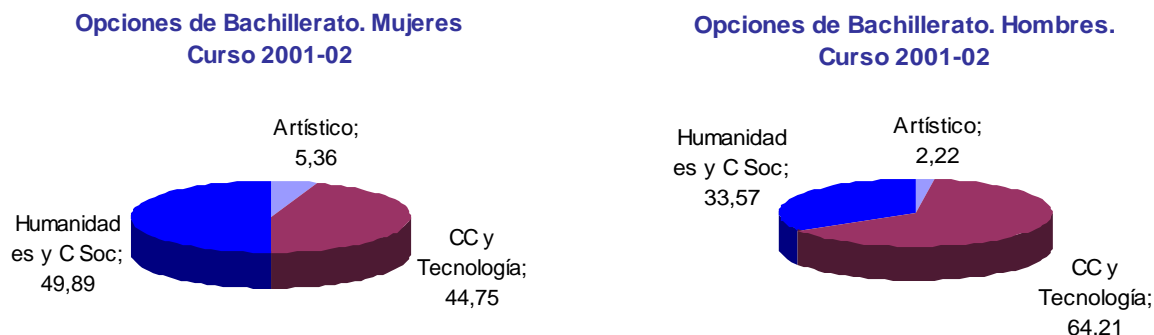 Opciones de Bachillerato. Mujeres
Curso 2001-02
Artístico;
5,36
Humanidad
es y C Soc;
49,89
CC y
Tecnología;
44,75
Opciones de Bachillerato. Hombres.
Curso 2001-02
Humanidad
es y C Soc;
33,57
Artístico;
2,22
CC y
Tecnología;
64,21